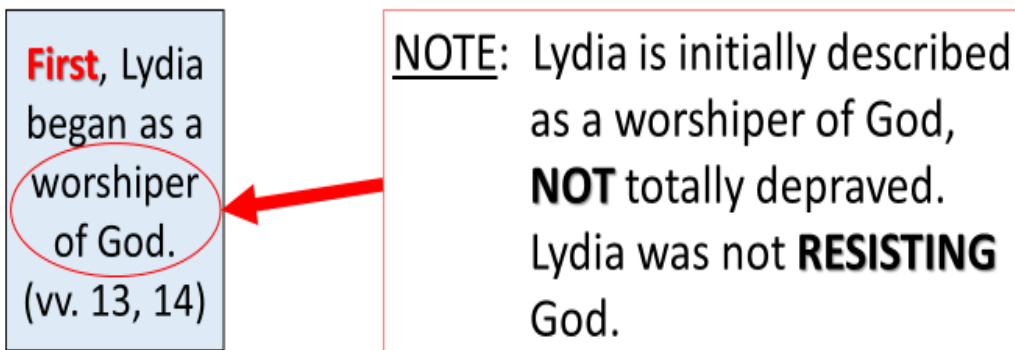 First, Lydia
began as a
worshiper
of God.
(vv. 13, 14)
NOTE: Lydia is initially described
as a worshiper of God,
NOT totally depraved.
Lydia was not RESISTING
God.